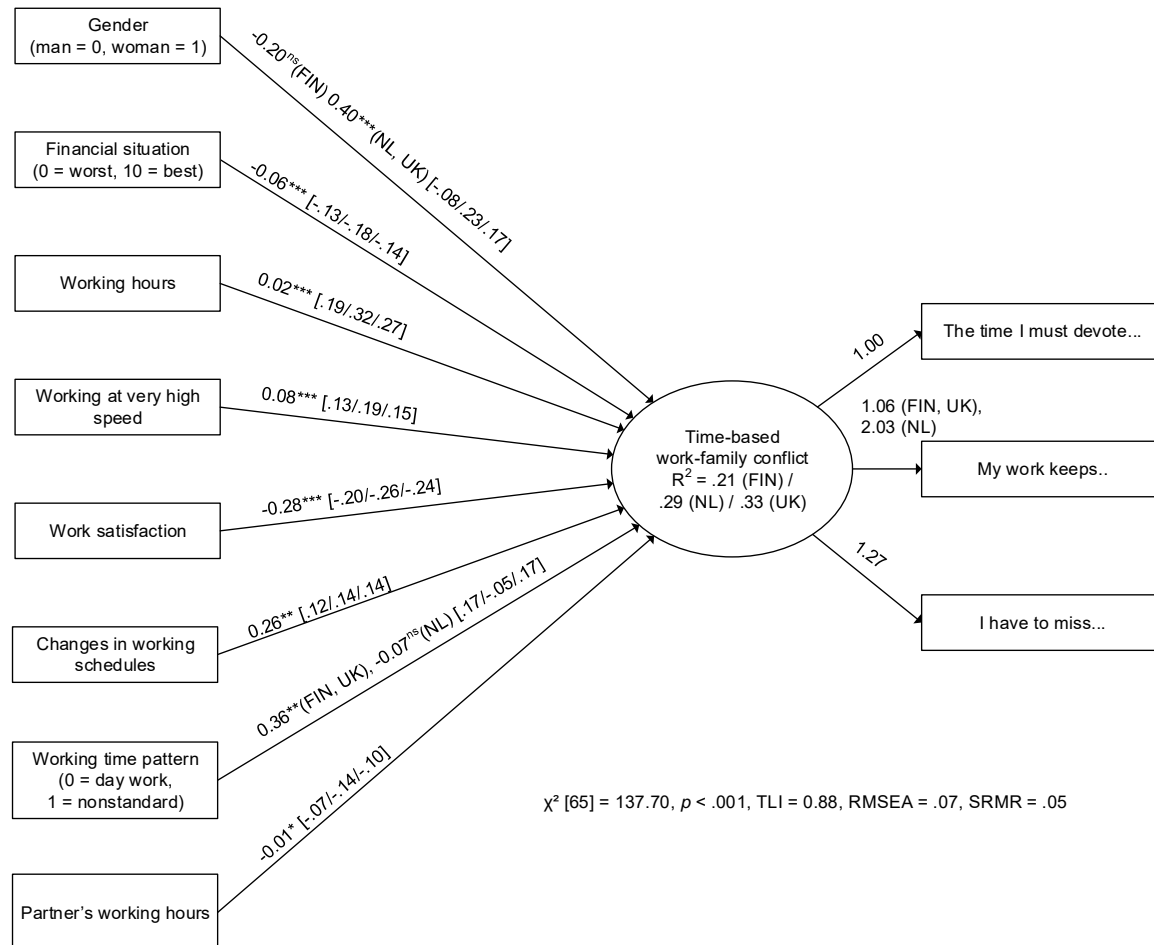 Gender
(man = 0, woman = 1)
-0.20ns(FIN) 0.40***(NL, UK) [-.08/.23/.17]
Financial situation
(0 = worst, 10 = best)
-0.06*** [-.13/-.18/-.14]
Working hours
0.02*** [.19/.32/.27]
Working at very high
speed
0.08*** [.13/.19/.15]
Work satisfaction
-0.28*** [-.20/-.26/-.24]
Changes in working
schedules
0.26** [.12/.14/.14]
Working time pattern
(0 = day work,
1 = nonstandard)
0.36**(FIN, UK), -0.07ns(NL) [.17/-.05/.17]
Partner’s working hours
-0.01* [-.07/-.14/-.10]
Time-based
work-family conflict
R² = .21 (FIN) /
.29 (NL) / .33 (UK)
1.00
The time I must devote...
1.06 (FIN, UK),
2.03 (NL)
My work keeps..
1.27
I have to miss...
χ² [65] = 137.70, p < .001, TLI = 0.88, RMSEA = .07, SRMR = .05